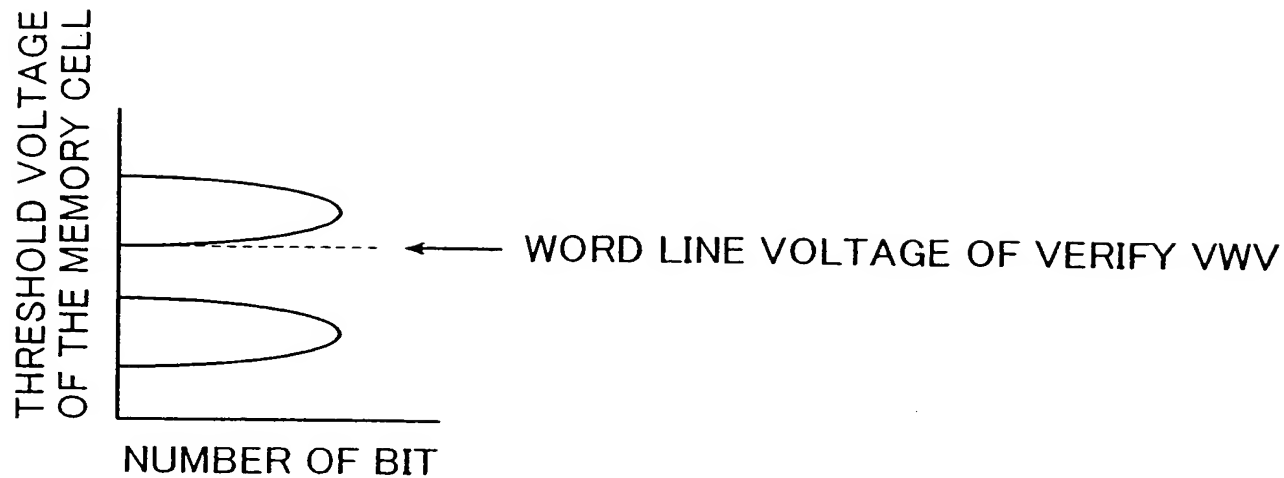 THRESHOLD VOLTAGE
OF THE MEMORY CELL
WORD LINE VOLTAGE OF VERIFY VWV
NUMBER OF BIT